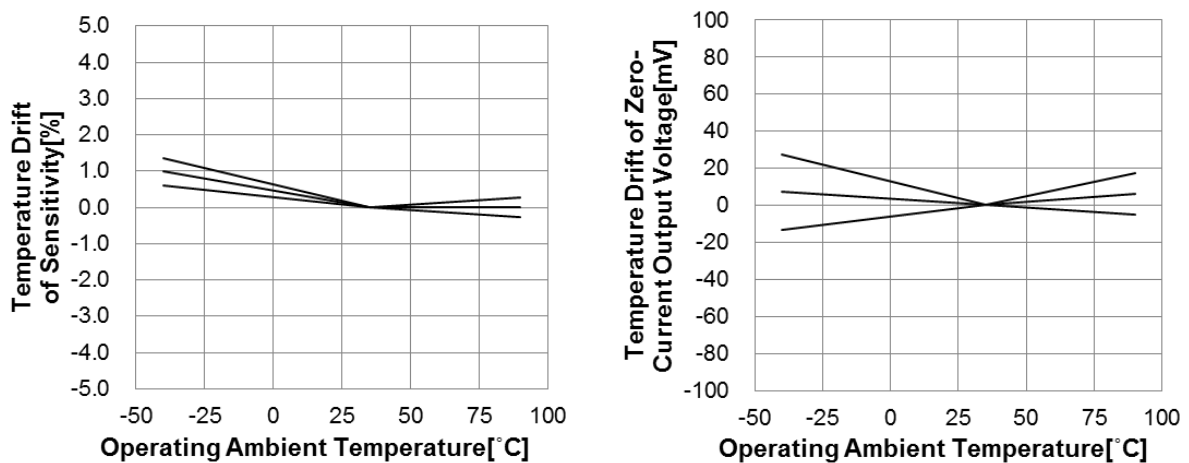 Temperature Drift
of Sensitivity[%]
5.0
4.0
3.0
2.0
1.0
0.0
-1.0
-2.0
-3.0
-4.0
-5.0
-50 -25 0 25 50 75 100
Operating Ambient Temperature[˚C]
Temperature Drift of Zero-
Current Output Voltage[mV]
100
80
60
40
20
0
-20
-40
-60
-80
-100
-50 -25 0 25 50 75 100
Operating Ambient Temperature[˚C]